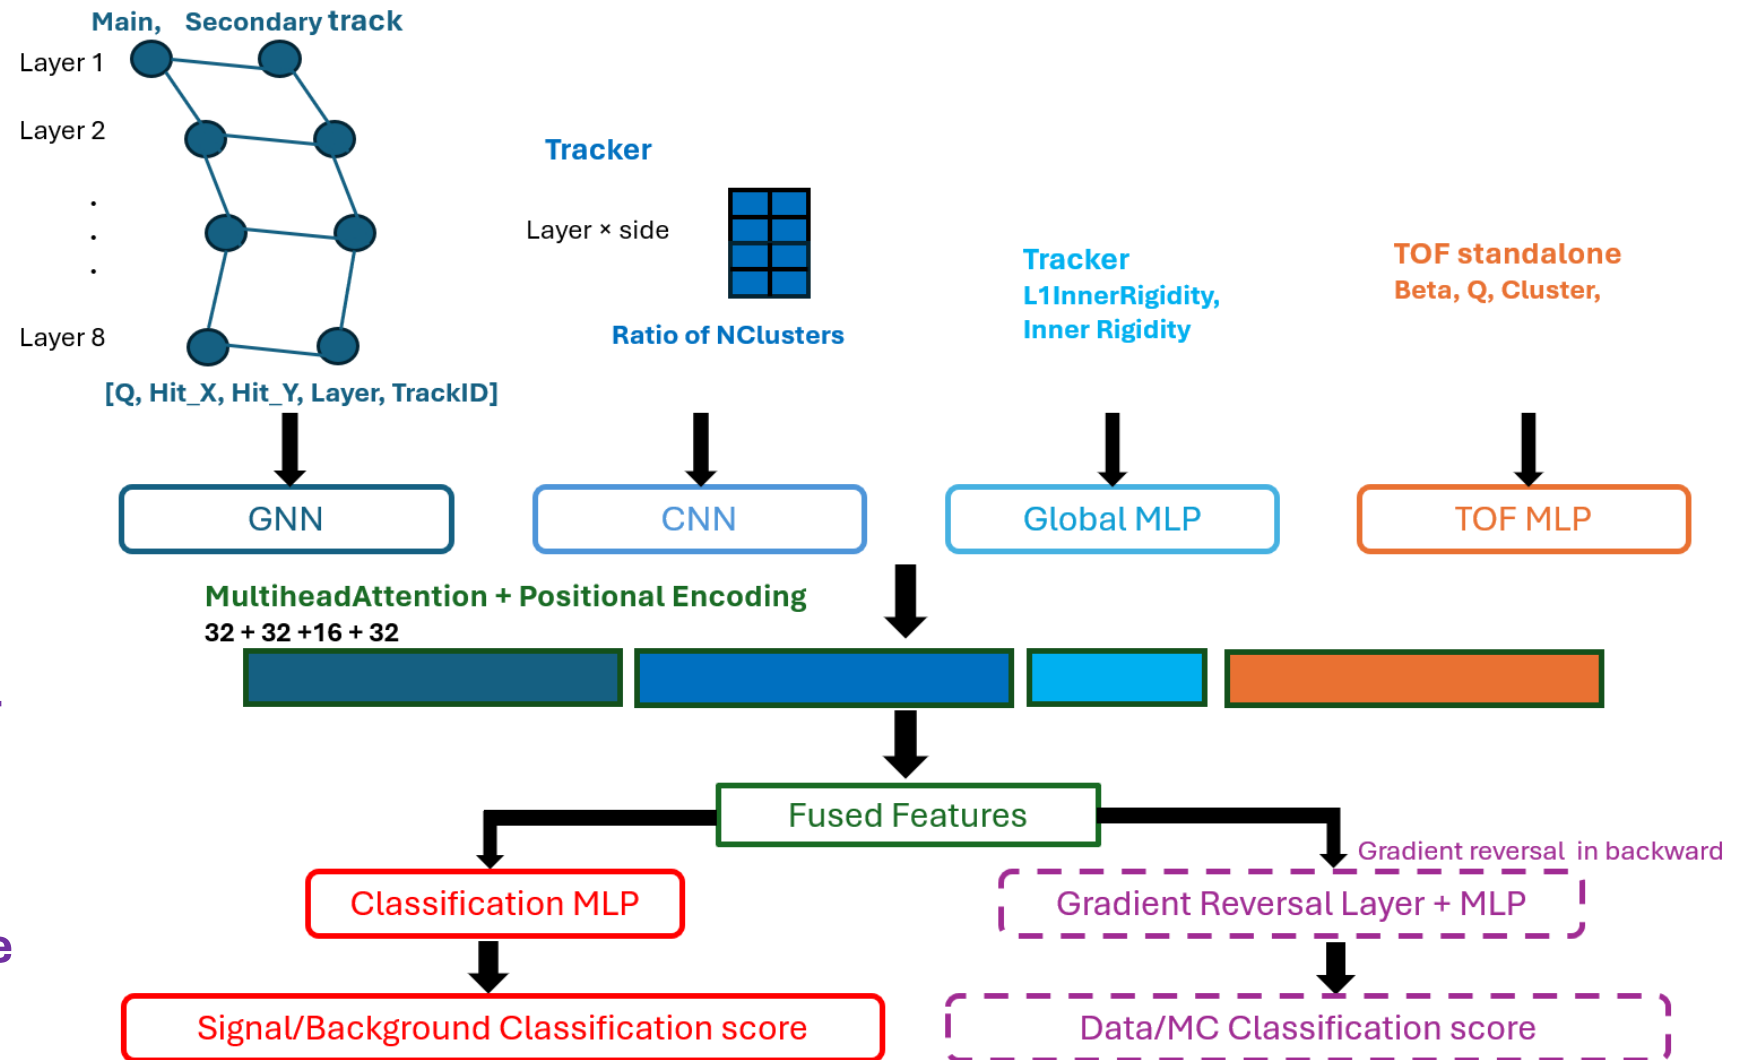 Main, Secondary track
Layer 1
Layer 2
.
.
.
Layer 8
[Q, Hit_X, Hit_Y, Layer, TrackID]
Tracker
Layer × side
Ratio of NClusters
Tracker
L1InnerRigidity,
Inner Rigidity
TOF standalone
Beta, Q, Cluster,
GNN
CNN
Global MLP
TOF MLP
MultiheadAttention + Positional Encoding
32 + 32 +16 + 32
Fused Features
Gradient reversal in backward
Classification MLP
Gradient Reversal Layer + MLP
e
Signal/Background Classification score
Data/MC Classification score